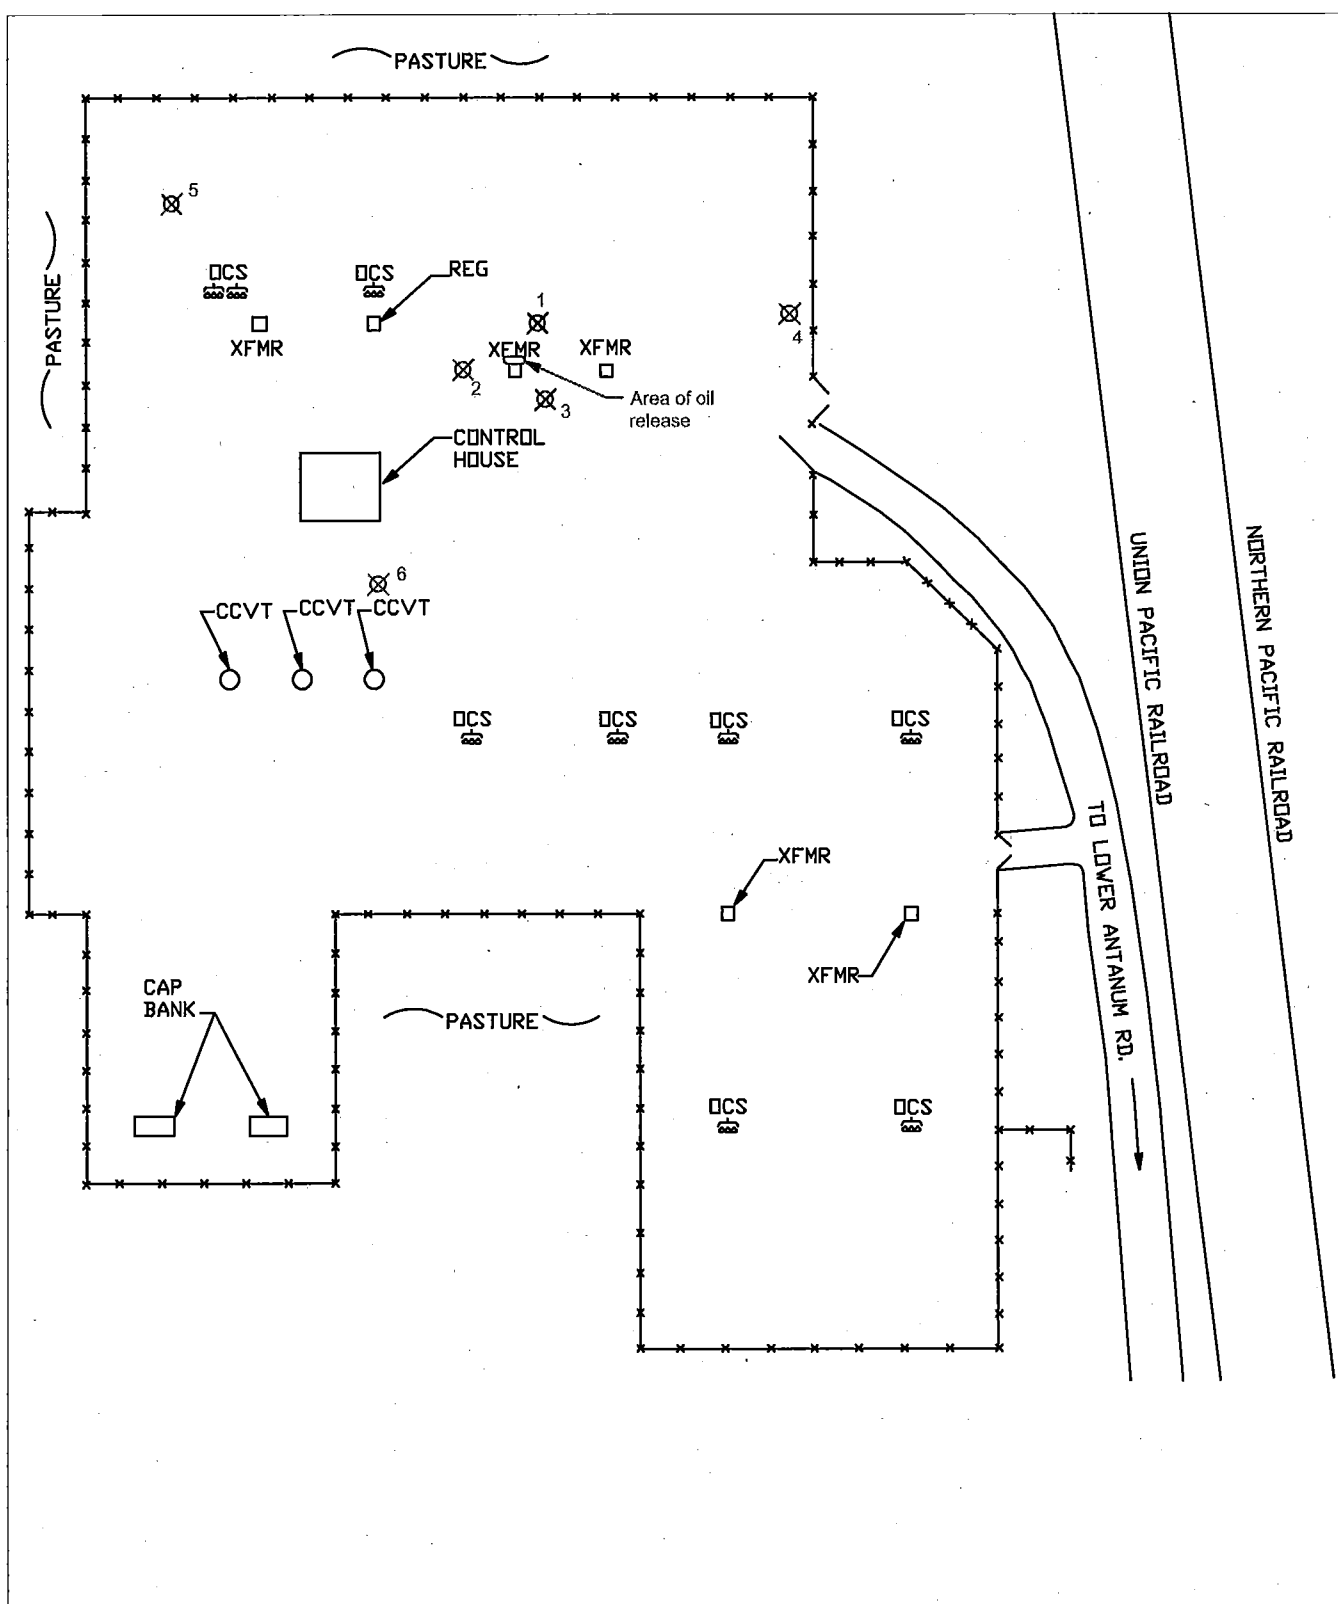 PASTURE
5
OCS
OCS
REG
PASTURE
1
4
XFMR
XFMR
XFMR
2
3
Area of oil
release
CONTROL
HOUSE
6
CCVT
CCVT
CCVT
UNION PACIFIC RAILROAD
NORTHERN PACIFIC RAILROAD
OCS
OCS
OCS
OCS
TO LOWER ANTANUM RD.
XFMR
XFMR
CAP
BANK
PASTURE
OCS
OCS